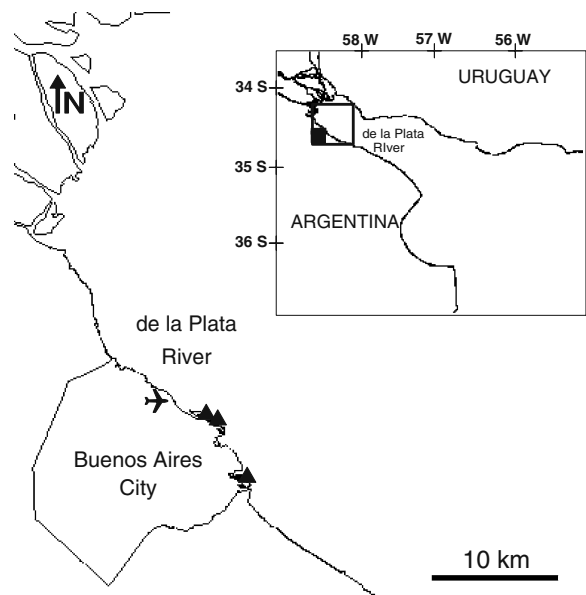 N
58 W 57 W 56 W
34 S
35 S
36 S
URUGUAY
de la Plata
RIver
ARGENTINA
de la Plata
River
Buenos Aires
City
10 km